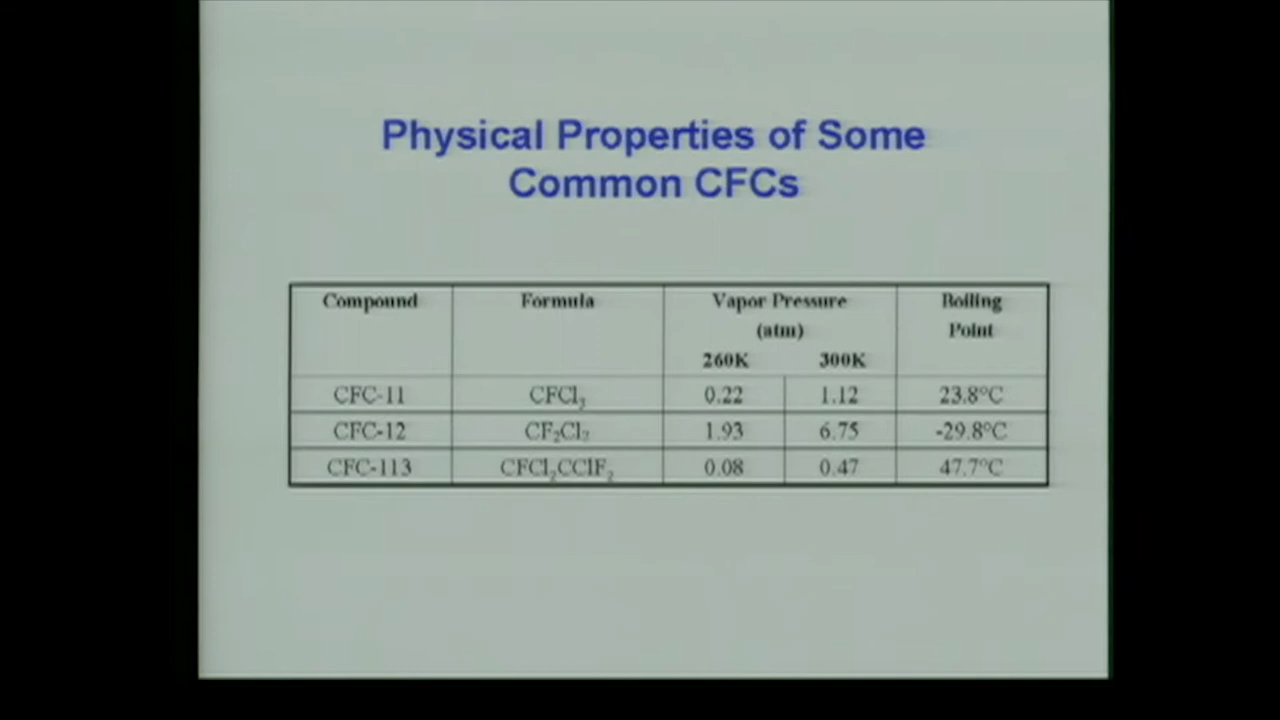 Physical Properties of Some
Common CFCs
Compound Formula Vapor Pressure Boiling
(atm) Point
260K 300K
CFC-11 CFCl₃ 0.22 1.12 23.8°C
CFC-12 CF₂Cl₂ 1.93 6.75 -29.8°C
CFC-113 CFCl₂CClF₂ 0.08 0.47 47.7°C